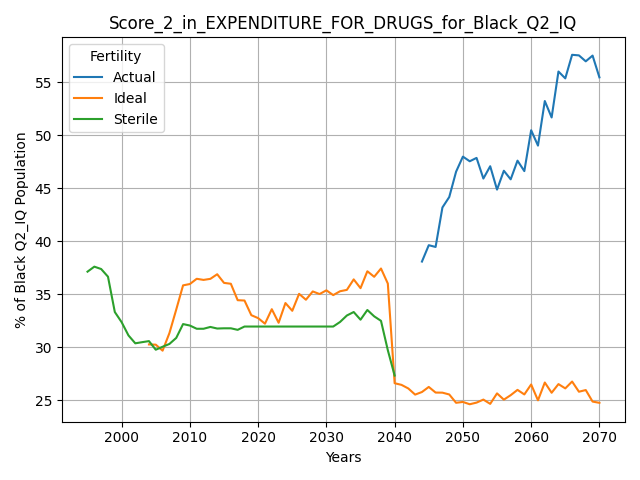 Score_2_in_EXPENDITURE_FOR_DRUGS_for_Black_Q2_IQ
Fertility
Actual
Ideal
Sterile
% of Black Q2_IQ Population
55
50
45
40
35
30
25
2000 2010 2020 2030 2040 2050 2060 2070
Years